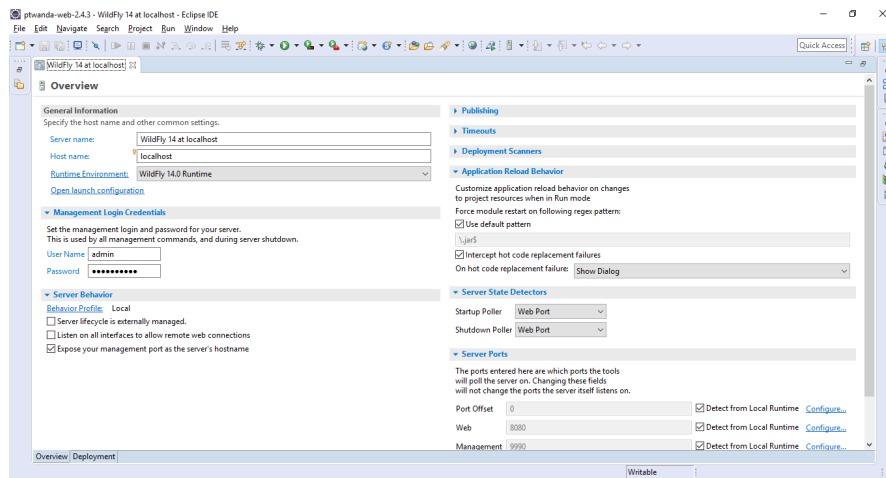 ptwanda-web-2.4.3 - WildFly 14 at localhost - Eclipse IDE
File Edit Navigate Search Project Run Window Help
Quick Access
WildFly 14 at localhost
Overview
General Information
Specify the host name and other common settings.
Server name: WildFly 14 at localhost
Host name: localhost
Runtime Environment: WildFly 14.0 Runtime
Open launch configuration
Management Login Credentials
Set the management login and password for your server.
This is used by all management commands, and during server shutdown.
User Name admin
Password ●●●●●●●●●●
Server Behavior
Behavior Profile: Local
Server lifecycle is externally managed.
Listen on all interfaces to allow remote web connections
Expose your management port as the server's hostname
Publishing
Timeouts
Deployment Scanners
Application Reload Behavior
Customize application reload behavior on changes
to project resources when in Run mode
Force module restart on following regex pattern:
Use default pattern
\.jar$
Intercept hot code replacement failures
On hot code replacement failure: Show Dialog
Server State Detectors
Startup Poller Web Port
Shutdown Poller Web Port
Server Ports
The ports entered here are which ports the tools
will poll the server on. Changing these fields
will not change the ports the server itself listens on.
Port Offset 0 Detect from Local Runtime Configure...
Web 8080 Detect from Local Runtime Configure...
Management 9990 Detect from Local Runtime Configure...
Overview Deployment
Writable